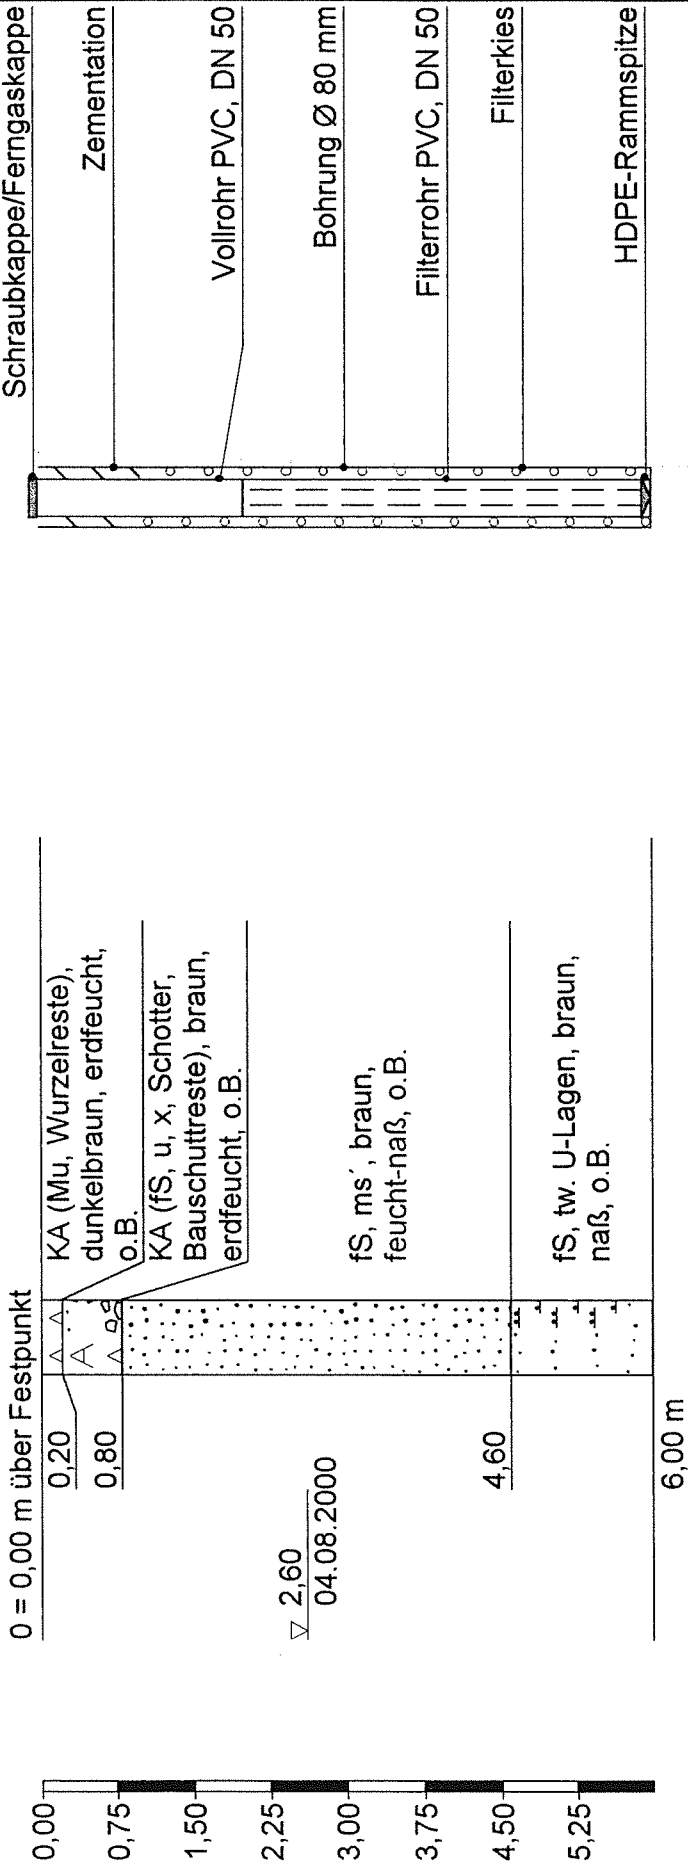 0,00
0,75
1,50
2,25
3,00
3,75
4,50
5,25
0 = 0,00 m über Festpunkt
0,20
0,80
2,60
04.08.2000
4,60
6,00 m
KA (Mu, Wurzelreste),
dunkelbraun, erdfeucht,
o.B.
KA (fS, u, x, Schotter,
Bauschuttreste), braun,
erdfeucht, o.B.
fS, ms´, braun,
feucht-naß, o.B.
fS, tw. U-Lagen, braun,
naß, o.B.
Schraubkappe/Ferngaskappe
Zementation
Vollrohr PVC, DN 50
Bohrung Ø 80 mm
Filterrohr PVC, DN 50
Filterkies
HDPE-Rammspitze